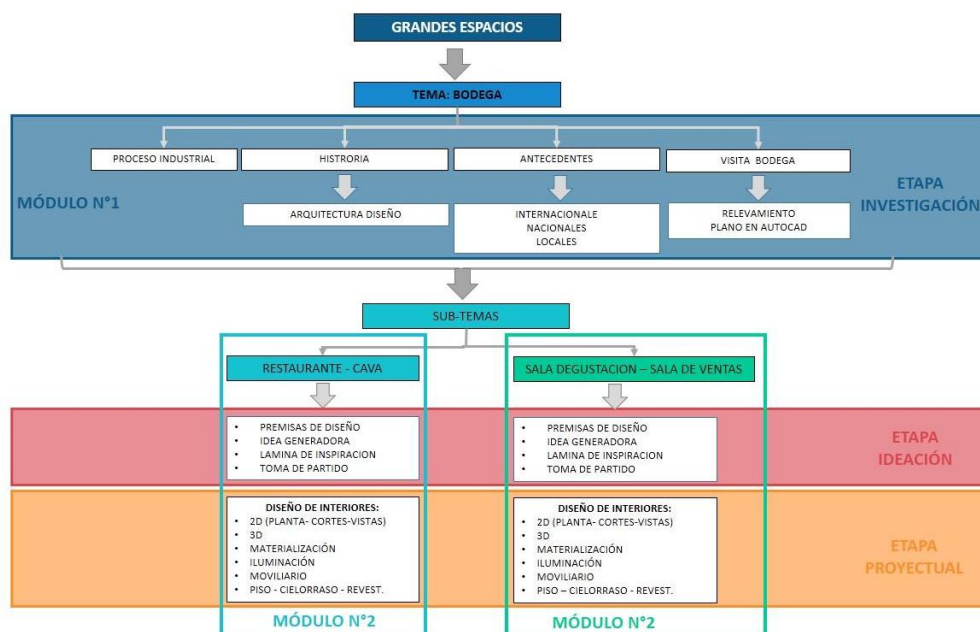 GRANDES ESPACIOS
TEMA: BODEGA
PROCESO INDUSTRIAL
HISTRORIA
ANTECEDENTES
VISITA BODEGA
MÓDULO N°1
ETAPA
INVESTIGACIÓN
ARQUITECTURA DISEÑO
INTERNACIONALE
NACIONALES
LOCALES
RELEVAMIENTO
PLANO EN AUTOCAD
SUB-TEMAS
RESTAURANTE - CAVA
SALA DEGUSTACION – SALA DE VENTAS
• PREMISAS DE DISEÑO
• IDEA GENERADORA
• LAMINA DE INSPIRACION
• TOMA DE PARTIDO
• PREMISAS DE DISEÑO
• IDEA GENERADORA
• LAMINA DE INSPIRACION
• TOMA DE PARTIDO
ETAPA
IDEACIÓN
DISEÑO DE INTERIORES:
• 2D (PLANTA- CORTES-VISTAS)
• 3D
• MATERIALIZACIÓN
• ILUMINACIÓN
• MOVILIARIO
• PISO - CIELORRASO - REVEST.
DISEÑO DE INTERIORES:
• 2D (PLANTA- CORTES-VISTAS)
• 3D
• MATERIALIZACIÓN
• ILUMINACIÓN
• MOVILIARIO
• PISO – CIELORRASO - REVEST.
ETAPA
PROYECTUAL
MÓDULO N°2
MÓDULO N°2